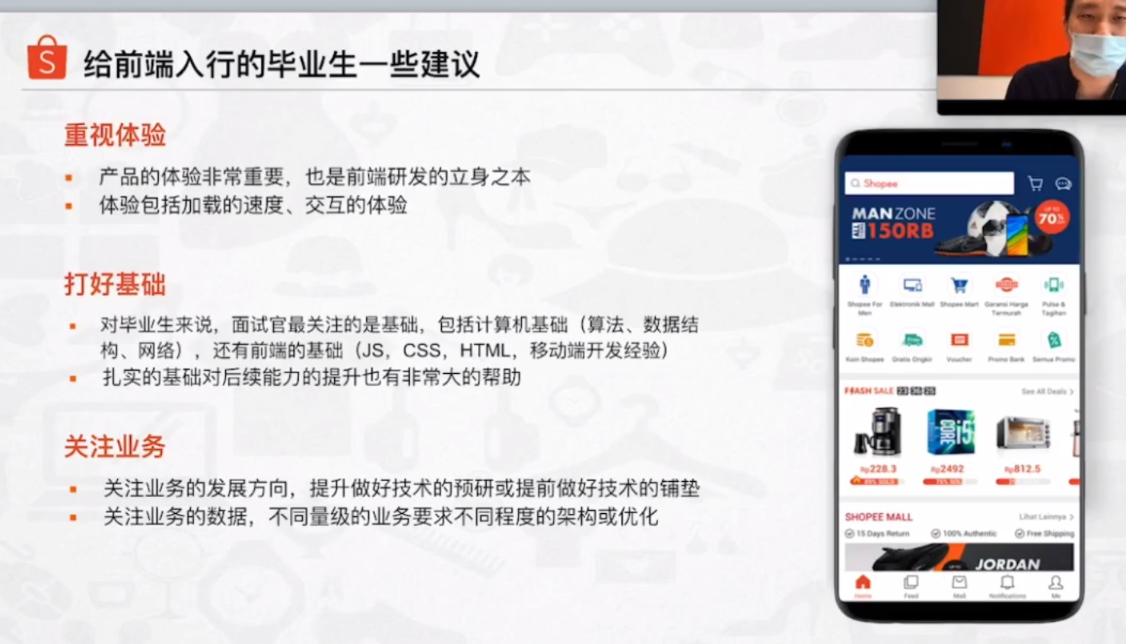 S 给前端入行的毕业生一些建议
重视体验
▪ 产品的体验非常重要，也是前端研发的立身之本
▪ 体验包括加载的速度、交互的体验
打好基础
▪ 对毕业生来说，面试官最关注的是基础，包括计算机基础（算法、数据结
构、网络），还有前端的基础（JS，CSS，HTML，移动端开发经验）
▪ 扎实的基础对后续能力的提升也有非常大的帮助
关注业务
▪ 关注业务的发展方向，提升做好技术的预研或提前做好技术的铺垫
▪ 关注业务的数据，不同量级的业务要求不同程度的架构或优化
Shopee
MAN ZONE
150RB
UP TO
70%
Shopee For Men
Elektronik Mall
Shopee Mart
Garansi Harga Termurah
Pulsa & Tagihan
Koin Shopee
Gratis Ongkir
Voucher
Promo Bank
Semua Promo
FLASH SALE 23 36 25 See All Deals >
CORE i5
Rp228.3 Rp2492 Rp812.5
SHOPEE MALL Lihat Lainnya >
15 Days Return 100% Authentic Free Shipping
JORDAN
Home Feed Mall Notifications Me